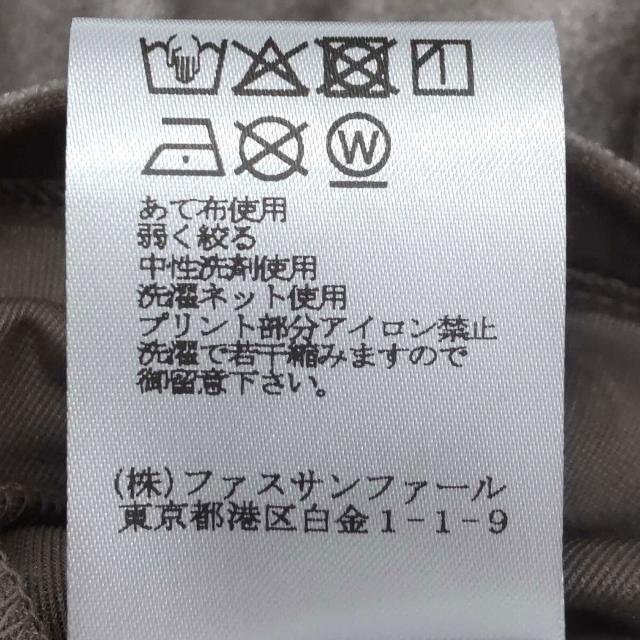 W
あて布使用
弱く絞る
中性洗剤使用
洗濯ネット使用
プリント部分アイロン禁止
洗濯で若干縮みますので
御留意下さい。
(株)ファスサンファール
東京都港区白金1-1-9